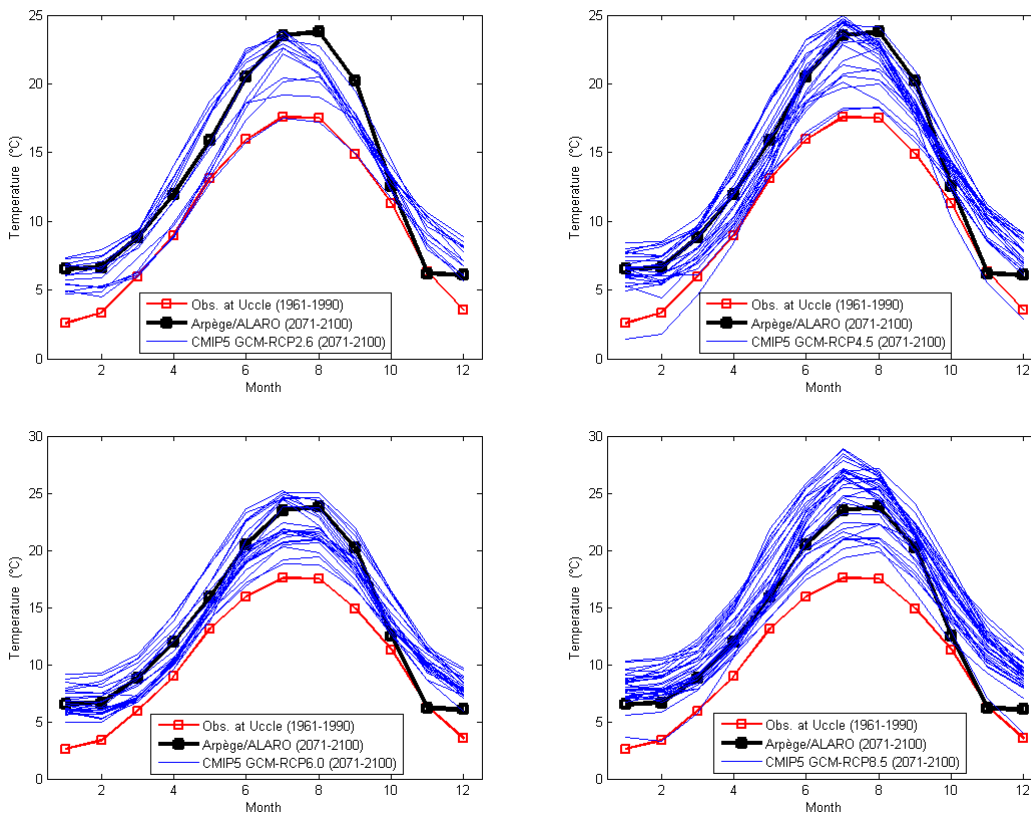 25
20
15
10
5
0
Temperature (°C)
2 4 6 8 10 12
Month
Obs. at Uccle (1961-1990)
Arpège/ALARO (2071-2100)
CMIP5 GCM-RCP2.6 (2071-2100)
25
20
15
10
5
0
Temperature (°C)
2 4 6 8 10 12
Month
Obs. at Uccle (1961-1990)
Arpège/ALARO (2071-2100)
CMIP5 GCM-RCP4.5 (2071-2100)
30
25
20
15
10
5
0
Temperature (°C)
2 4 6 8 10 12
Month
Obs. at Uccle (1961-1990)
Arpège/ALARO (2071-2100)
CMIP5 GCM-RCP6.0 (2071-2100)
30
25
20
15
10
5
0
Temperature (°C)
2 4 6 8 10 12
Month
Obs. at Uccle (1961-1990)
Arpège/ALARO (2071-2100)
CMIP5 GCM-RCP8.5 (2071-2100)